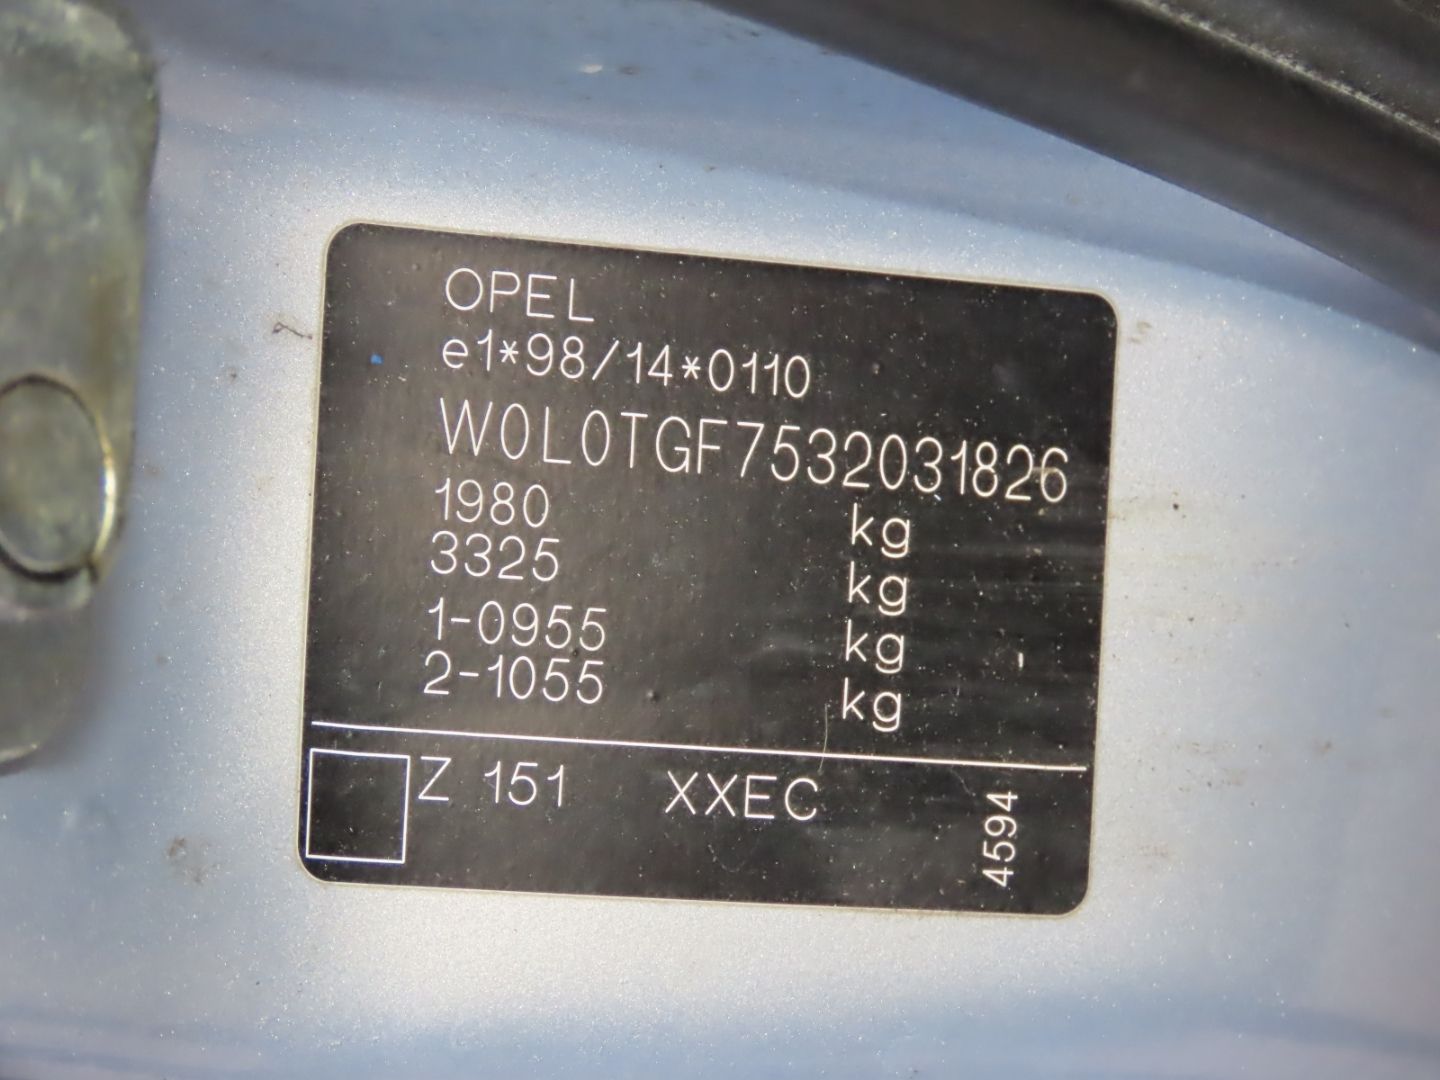 OPEL
e1*98/14*0110
W0L0TGF7532031826
1980 kg
3325 kg
1-0955 kg
2-1055 kg
Z 151 XXEC
4594